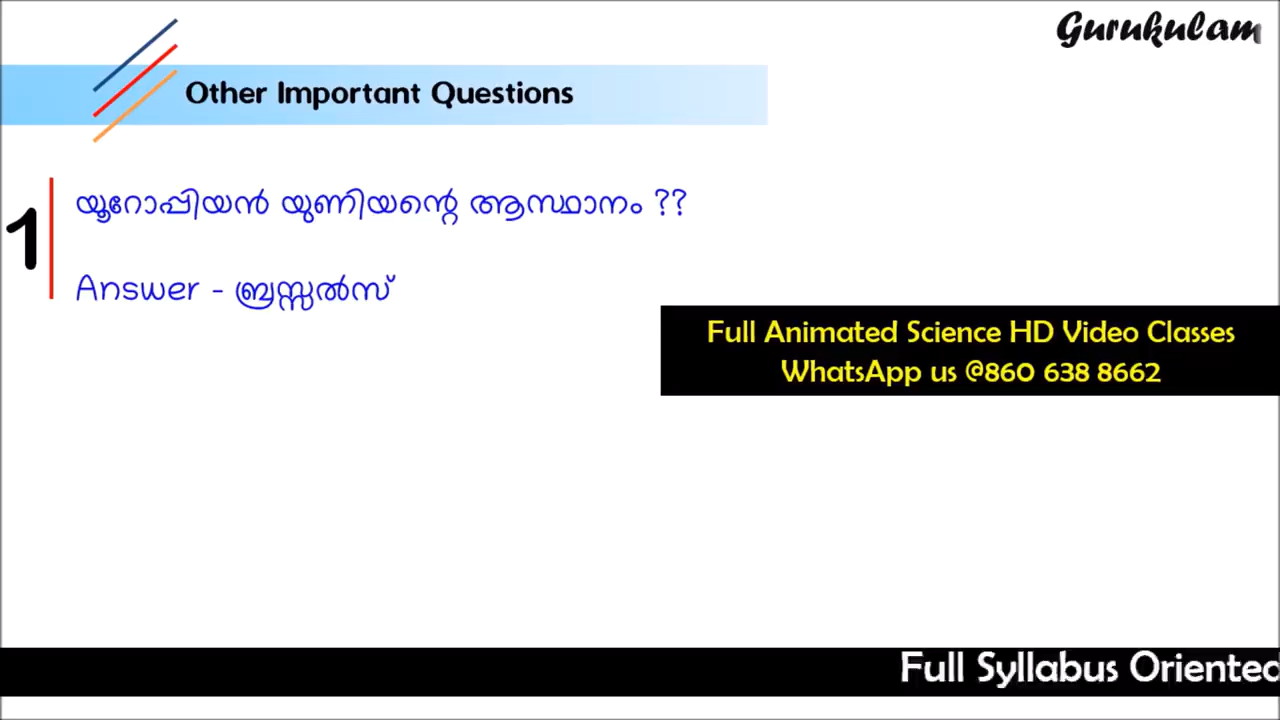 Gurukulam
Other Important Questions
1
യൂറോപ്പിയൻ യുണിയന്റെ ആസ്ഥാനം ??
Answer - ബ്രസ്സൽസ്
Full Animated Science HD Video Classes
WhatsApp us @860 638 8662
Full Syllabus Oriented